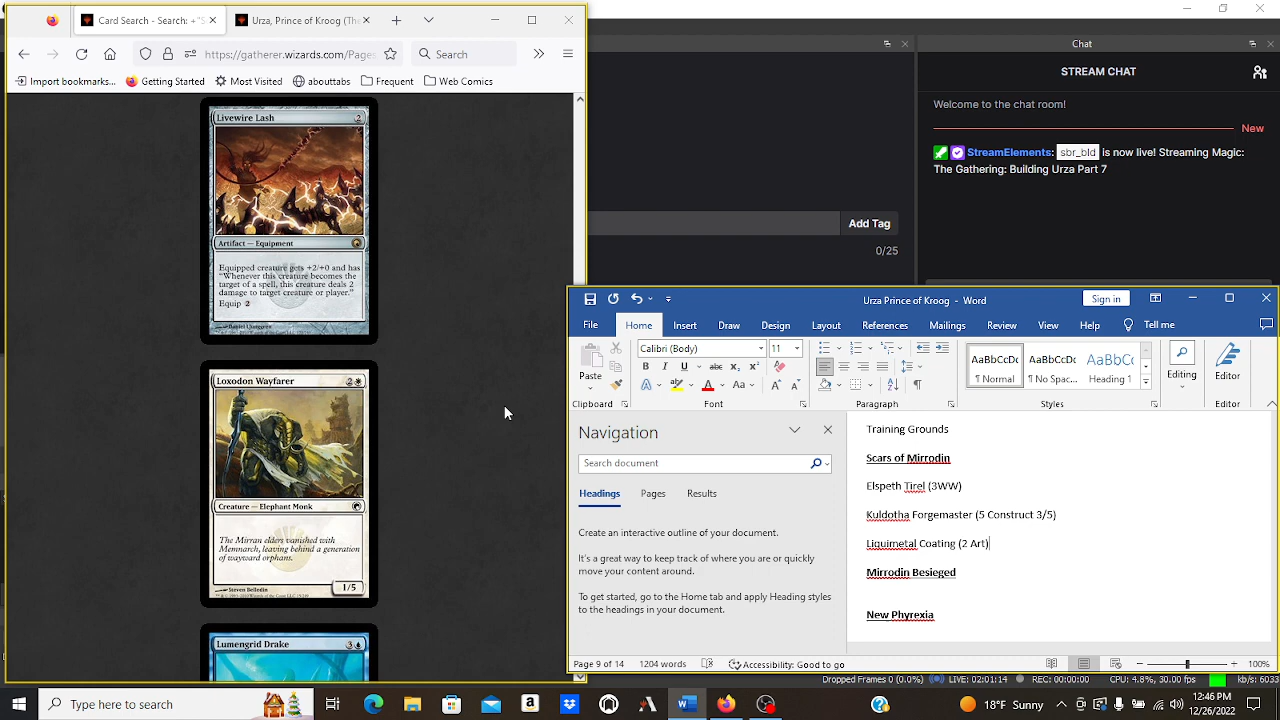 Card Search - Search: +"S
Urza, Prince of Kroog (The
https://gatherer.wizards.com/Pages
Search
Import bookmarks...
Getting Started
Most Visited
abouttabs
Frequent
Web Comics
Livewire Lash 2
Artifact — Equipment
Equipped creature gets +2/+0 and has
"Whenever this creature becomes the
target of a spell, this creature deals 2
damage to target creature or player."
Equip 2
Daniel Ljunggren
Loxodon Wayfarer 2
Creature — Elephant Monk
The Mirran elders vanished with
Memnarch, leaving behind a generation
of wayward orphans.
Steven Belledin
1/5
Lumengrid Drake 3
Chat
STREAM CHAT
Welcome to the chat room!
New
StreamElements: sbr_bld is now live! Streaming Magic:
The Gathering: Building Urza Part 7
Add Tag
0/25
Urza Prince of Kroog - Word
Sign in
File Home Insert Draw Design Layout References Mailings Review View Help Tell me
Paste
Calibri (Body) 11
AaBbCcDc AaBbCcDc AaBbCc
¶ Normal ¶ No Spac... Heading 1
Editing
Editor
Clipboard Font Paragraph Styles Editor
Navigation
Search document
Headings Pages Results
Create an interactive outline of your document.
It's a great way to keep track of where you are or quickly
move your content around.
To get started, go to the Home tab and apply Heading styles
to the headings in your document.
Training Grounds
Scars of Mirrodin
Elspeth Tirel (3WW)
Kuldotha Forgemaster (5 Construct 3/5)
Liquimetal Coating (2 Art)
Mirrodin Besieged
New Phyrexia
Page 9 of 14 1204 words Accessibility: Good to go 100%
Dropped Frames 0 (0.0%) LIVE: 02:01:14 REC: 00:00:00 CPU: 4.8%, 30.00 fps kb/s: 6033
Type here to search
18°F Sunny
12:46 PM
12/26/2022